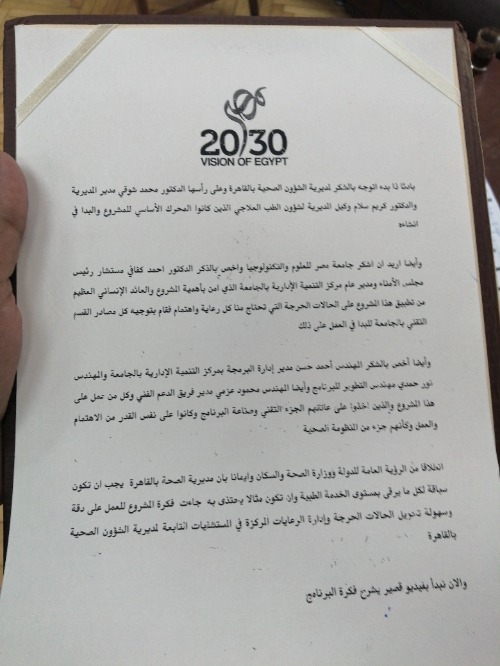 مصر
2030
VISION OF EGYPT
بادئا ذا بدء اتوجه بالشكر لمديرية الشؤون الصحية بالقاهرة وعلى رأسها الدكتور محمد شوقي مدير المديرية
والدكتور كريم سلام وكيل المديرية لشؤون الطب العلاجي الذين كانوا المحرك الأساسي للمشروع والبدا في
انشاءه
وأيضا اريد ان اشكر جامعة مصر للعلوم والتكنولوجيا واخص بالذكر الدكتور احمد كفافي مستشار رئيس
مجلس الأمناء ومدير عام مركز التنمية الإدارية بالجامعة الذي امن بأهمية المشروع والعائد الإنساني العظيم
من تطبيق هذا المشروع على الحالات الحرجة التي تحتاج منا كل رعاية واهتمام فقام بتوجيه كل مصادر القسم
التقني بالجامعة للبدا في العمل على ذلك
وأيضا أخص بالشكر المهندس أحمد حسن مدير إدارة البرمجة بمركز التنمية الإدارية بالجامعة والمهندس
نور حمدي مهندس التطوير للبرنامج وأيضا المهندس محمود عزمي مدير فريق الدعم الفني وكل من عمل على
هذا المشروع والذين اخذوا على عاتقهم الجزء التقني وصناعة البرنامج وكانوا على نفس القدر من الاهتمام
والعمل وكأنهم جزء من المنظومة الصحية
انطلاقا من الرؤية العامة للدولة ووزارة الصحة والسكان وإيمانا بان مديرية الصحة بالقاهرة يجب ان تكون
سباقة لكل ما يرقى بمستوى الخدمة الطبية وان تكون مثالا يحتذى به جاءت فكرة المشروع للعمل على دقة
وسهولة تحويل الحالات الحرجة وإدارة الرعايات المركزة في المستشفيات التابعة لمديرية الشؤون الصحية
بالقاهرة
والان نبدأ بفيديو قصير يشرح فكرة البرنامج